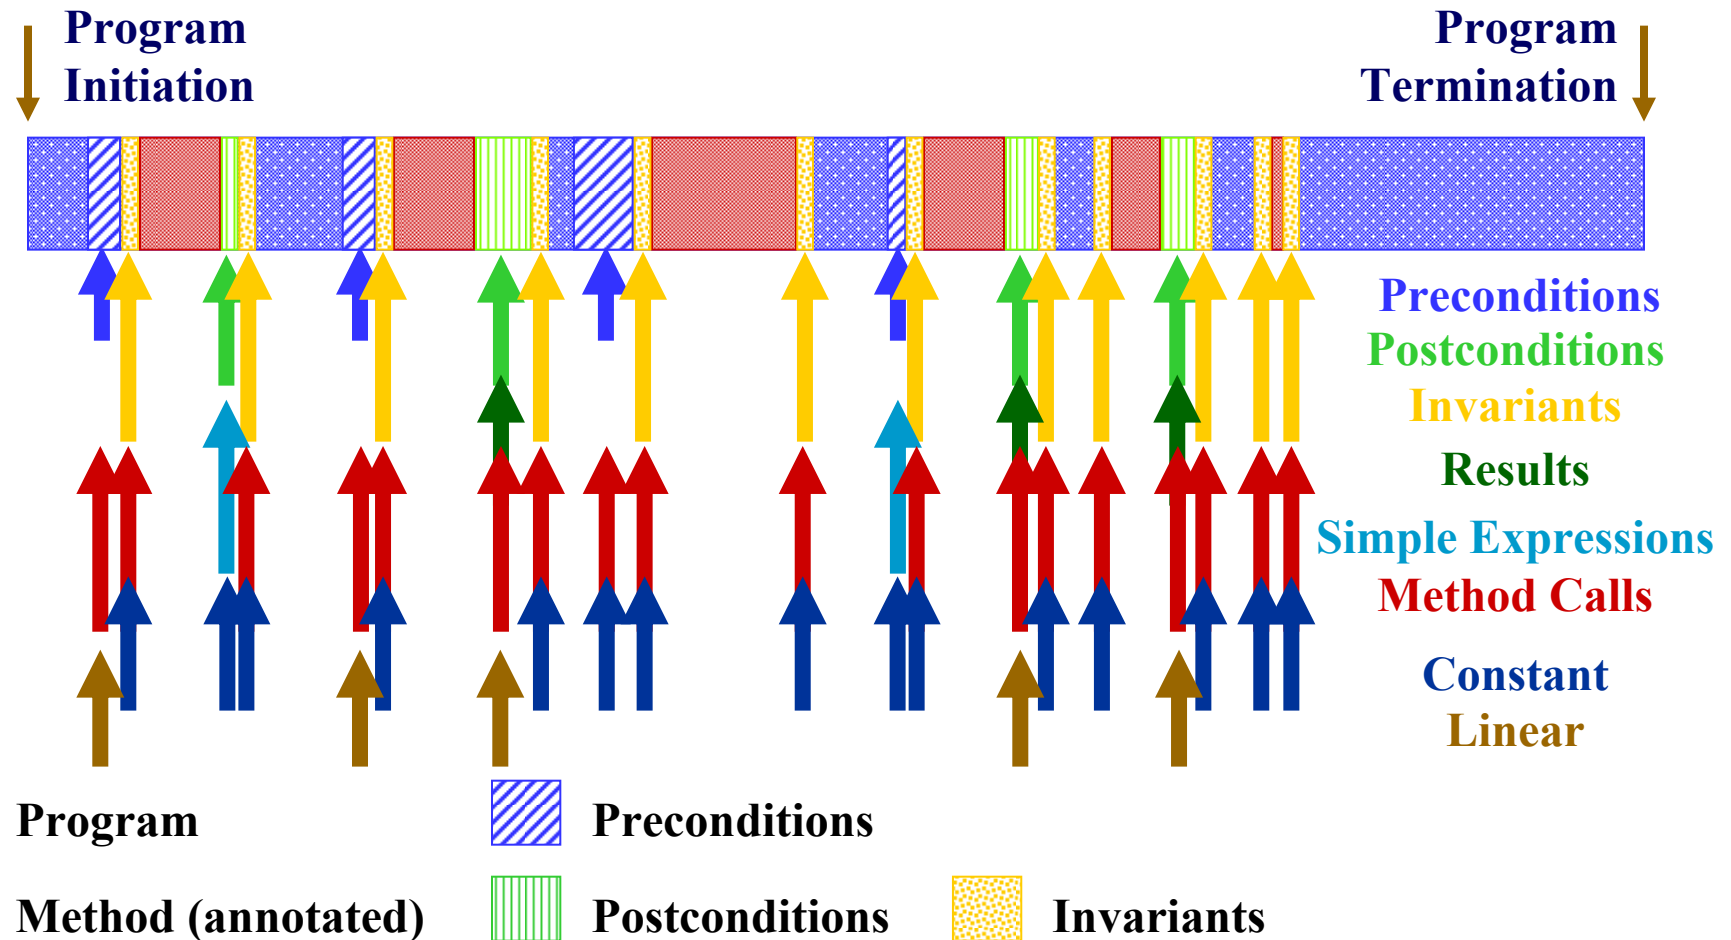 Program
Initiation
Program
Termination
Preconditions
Postconditions
Invariants
Results
Simple Expressions
Method Calls
Constant
Linear
Program
Preconditions
Method (annotated)
Postconditions
Invariants